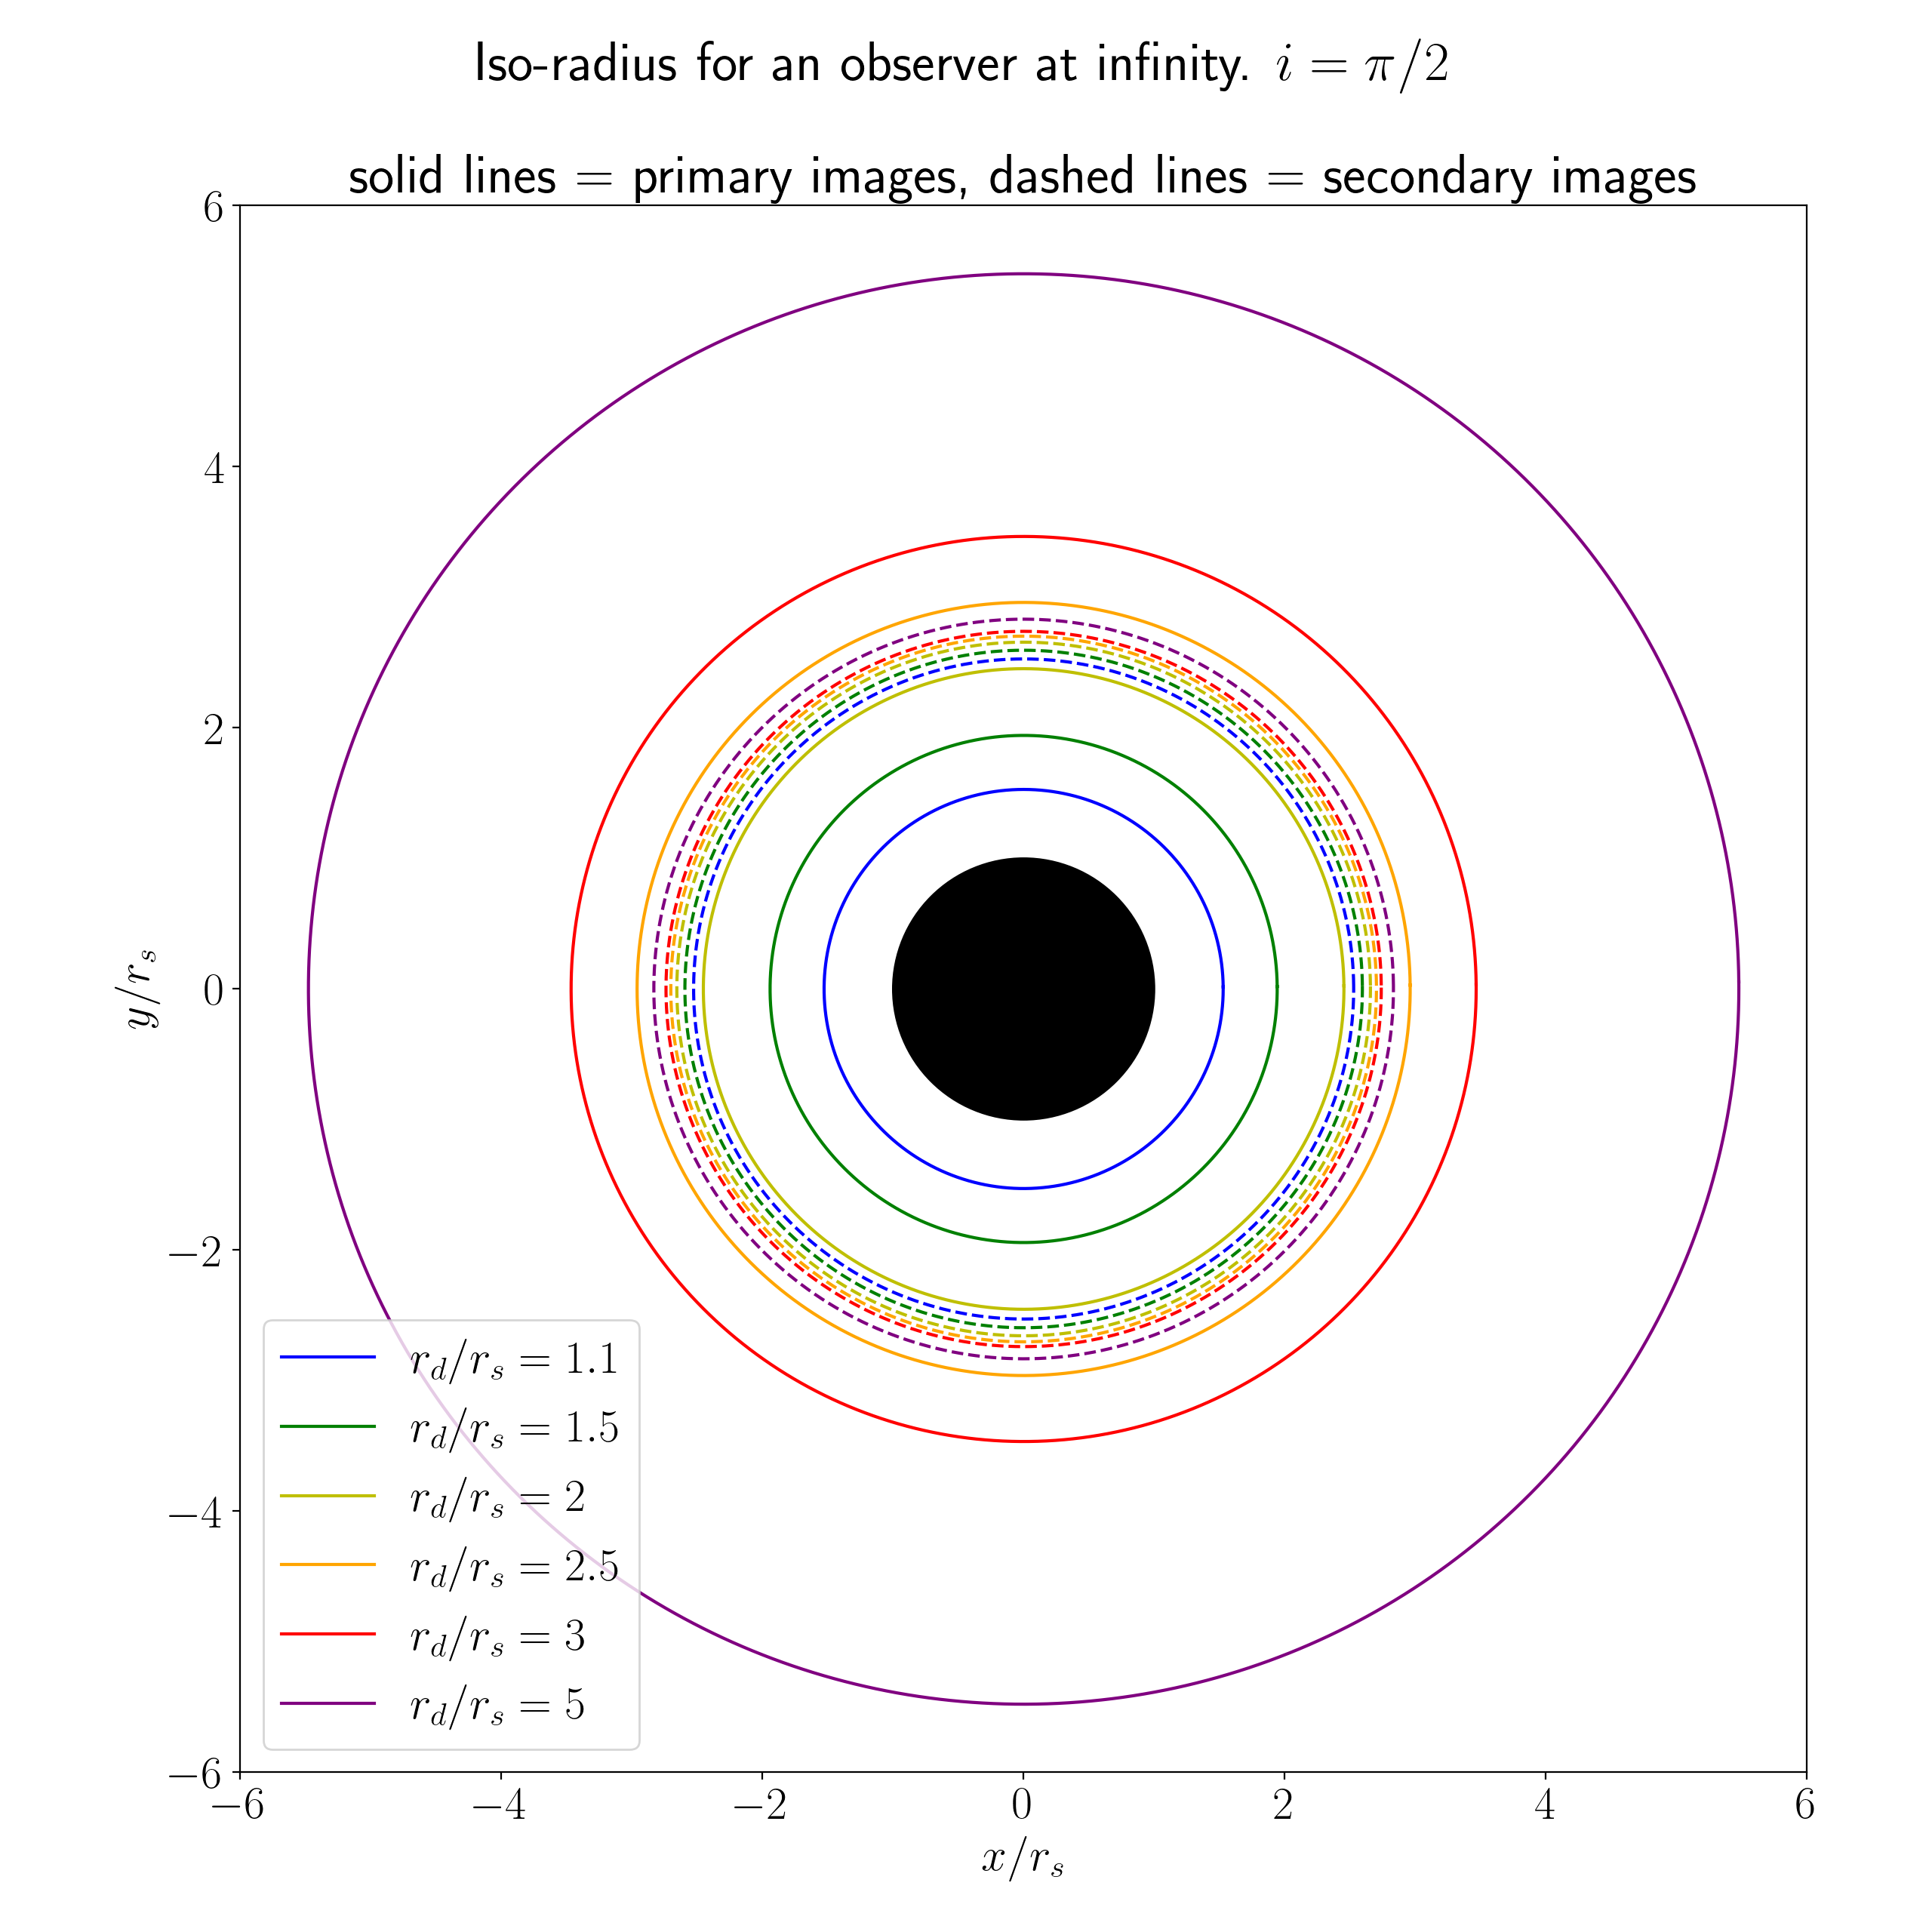 Iso-radius for an observer at infinity. $i = \pi/2$
solid lines = primary images, dashed lines = secondary images
6
4
2
0
−2
−4
−6
y/r_s
r_d/r_s = 1.1
r_d/r_s = 1.5
r_d/r_s = 2
r_d/r_s = 2.5
r_d/r_s = 3
r_d/r_s = 5
−6 −4 −2 0 2 4 6
x/r_s